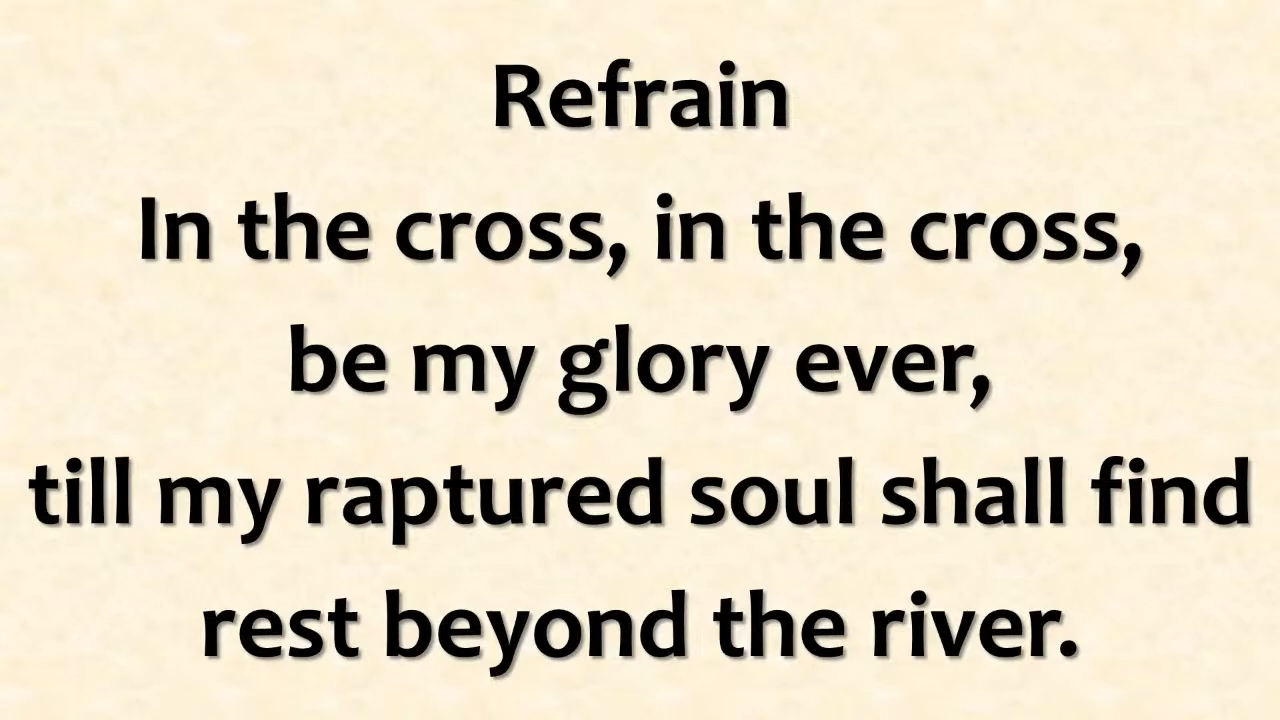 Refrain
In the cross, in the cross,
be my glory ever,
till my raptured soul shall find
rest beyond the river.